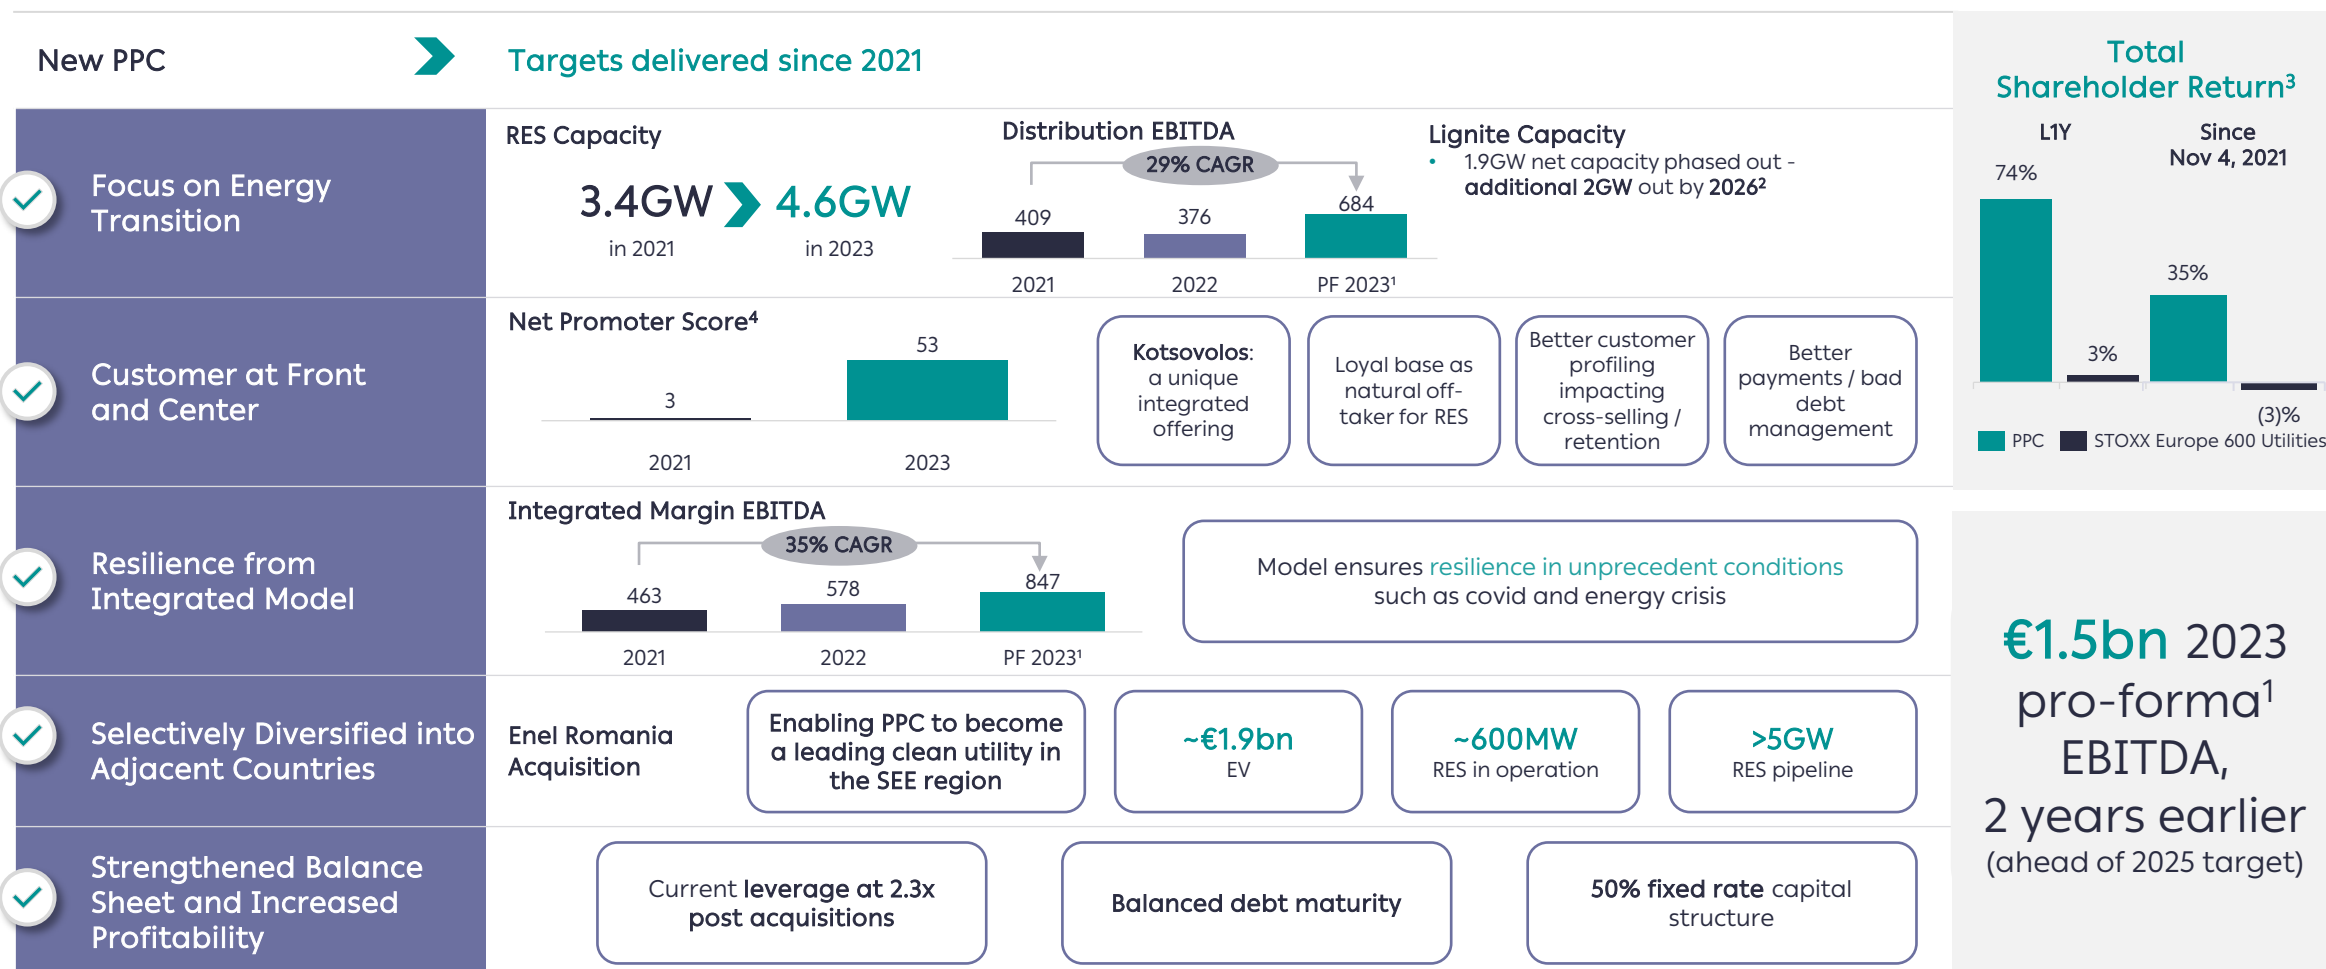 New PPC
Targets delivered since 2021
Focus on Energy
Transition
RES Capacity
3.4GW
4.6GW
in 2021
in 2023
Distribution EBITDA
29% CAGR
409
376
684
2021
2022
PF 2023¹
Lignite Capacity
• 1.9GW net capacity phased out -
additional 2GW out by 2026²
Customer at Front
and Center
Net Promoter Score⁴
3
53
2021
2023
Kotsovolos:
a unique
integrated
offering
Loyal base as
natural off-
taker for RES
Better customer
profiling
impacting
cross-selling /
retention
Better
payments / bad
debt
management
Resilience from
Integrated Model
Integrated Margin EBITDA
35% CAGR
463
578
847
2021
2022
PF 2023¹
Model ensures resilience in unprecedent conditions
such as covid and energy crisis
Selectively Diversified into
Adjacent Countries
Enel Romania
Acquisition
Enabling PPC to become
a leading clean utility in
the SEE region
~€1.9bn
EV
~600MW
RES in operation
>5GW
RES pipeline
Strengthened Balance
Sheet and Increased
Profitability
Current leverage at 2.3x
post acquisitions
Balanced debt maturity
50% fixed rate capital
structure
Total
Shareholder Return³
L1Y
Since
Nov 4, 2021
74%
3%
35%
(3)%
PPC
STOXX Europe 600 Utilities
€1.5bn 2023
pro-forma¹
EBITDA,
2 years earlier
(ahead of 2025 target)